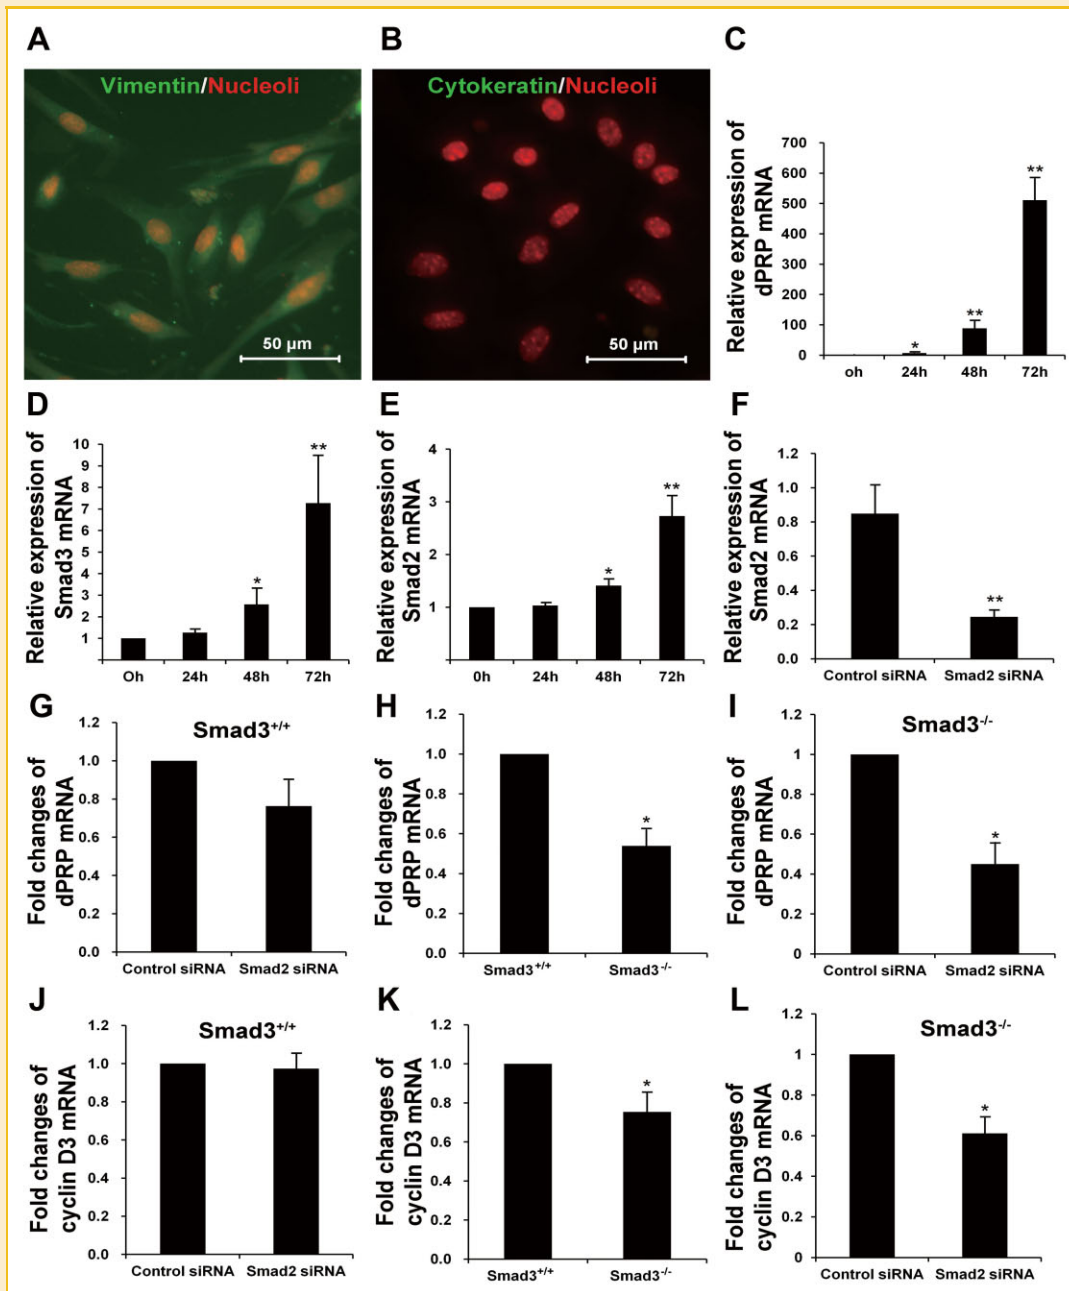 A
Vimentin/Nucleoli
50 µm
B
Cytokeratin/Nucleoli
50 µm
C
Relative expression of
dPRP mRNA
700
600
500
400
300
200
100
0
**
**
*
oh 24h 48h 72h
D
Relative expression of
Smad3 mRNA
10
9
8
7
6
5
4
3
2
1
**
*
Oh 24h 48h 72h
E
Relative expression of
Smad2 mRNA
4
3
2
1
**
*
0h 24h 48h 72h
F
Relative expression of
Smad2 mRNA
1.2
1.0
0.8
0.6
0.4
0.2
0.0
**
Control siRNA Smad2 siRNA
G
Smad3+/+
Fold changes of
dPRP mRNA
1.2
1.0
0.8
0.6
0.4
0.2
0.0
Control siRNA Smad2 siRNA
H
Fold changes of
dPRP mRNA
1.2
1.0
0.8
0.6
0.4
0.2
0.0
*
Smad3+/+ Smad3-/-
I
Smad3-/-
Fold changes of
dPRP mRNA
1.2
1
0.8
0.6
0.4
0.2
0
*
Control siRNA Smad2 siRNA
J
Smad3+/+
Fold changes of
cyclin D3 mRNA
1.2
1.0
0.8
0.6
0.4
0.2
0.0
Control siRNA Smad2 siRNA
K
Fold changes of
cyclin D3 mRNA
1.2
1.0
0.8
0.6
0.4
0.2
0.0
*
Smad3+/+ Smad3-/-
L
Smad3-/-
Fold changes of
cyclin D3 mRNA
1.2
1
0.8
0.6
0.4
0.2
0
*
Control siRNA Smad2 siRNA